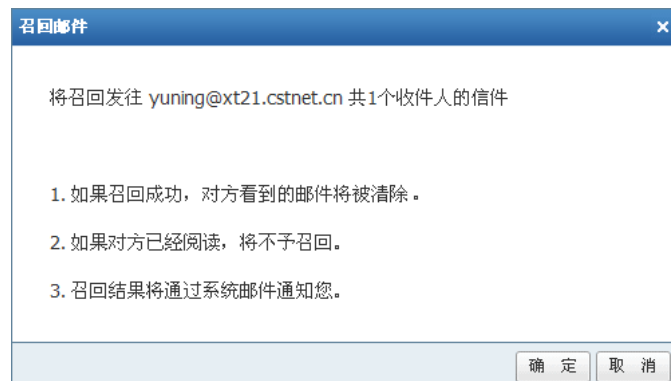 召回邮件
将召回发往 yuning@xt21.cstnet.cn 共1个收件人的信件
1. 如果召回成功，对方看到的邮件将被清除。
2. 如果对方已经阅读，将不予召回。
3. 召回结果将通过系统邮件通知您。
确 定 取 消